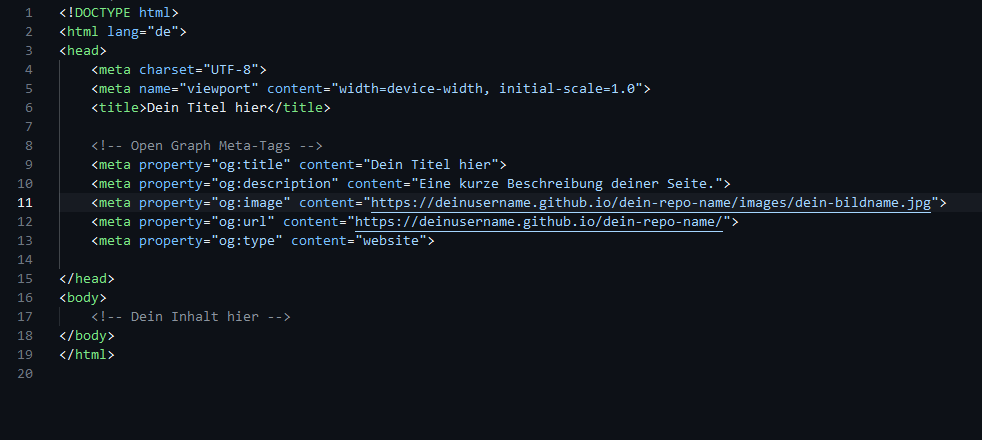 1 <!DOCTYPE html>
2 <html lang="de">
3 <head>
4 <meta charset="UTF-8">
5 <meta name="viewport" content="width=device-width, initial-scale=1.0">
6 <title>Dein Titel hier</title>
7
8 <!-- Open Graph Meta-Tags -->
9 <meta property="og:title" content="Dein Titel hier">
10 <meta property="og:description" content="Eine kurze Beschreibung deiner Seite.">
11 <meta property="og:image" content="https://deinusername.github.io/dein-repo-name/images/dein-bildname.jpg">
12 <meta property="og:url" content="https://deinusername.github.io/dein-repo-name/">
13 <meta property="og:type" content="website">
14
15 </head>
16 <body>
17 <!-- Dein Inhalt hier -->
18 </body>
19 </html>
20